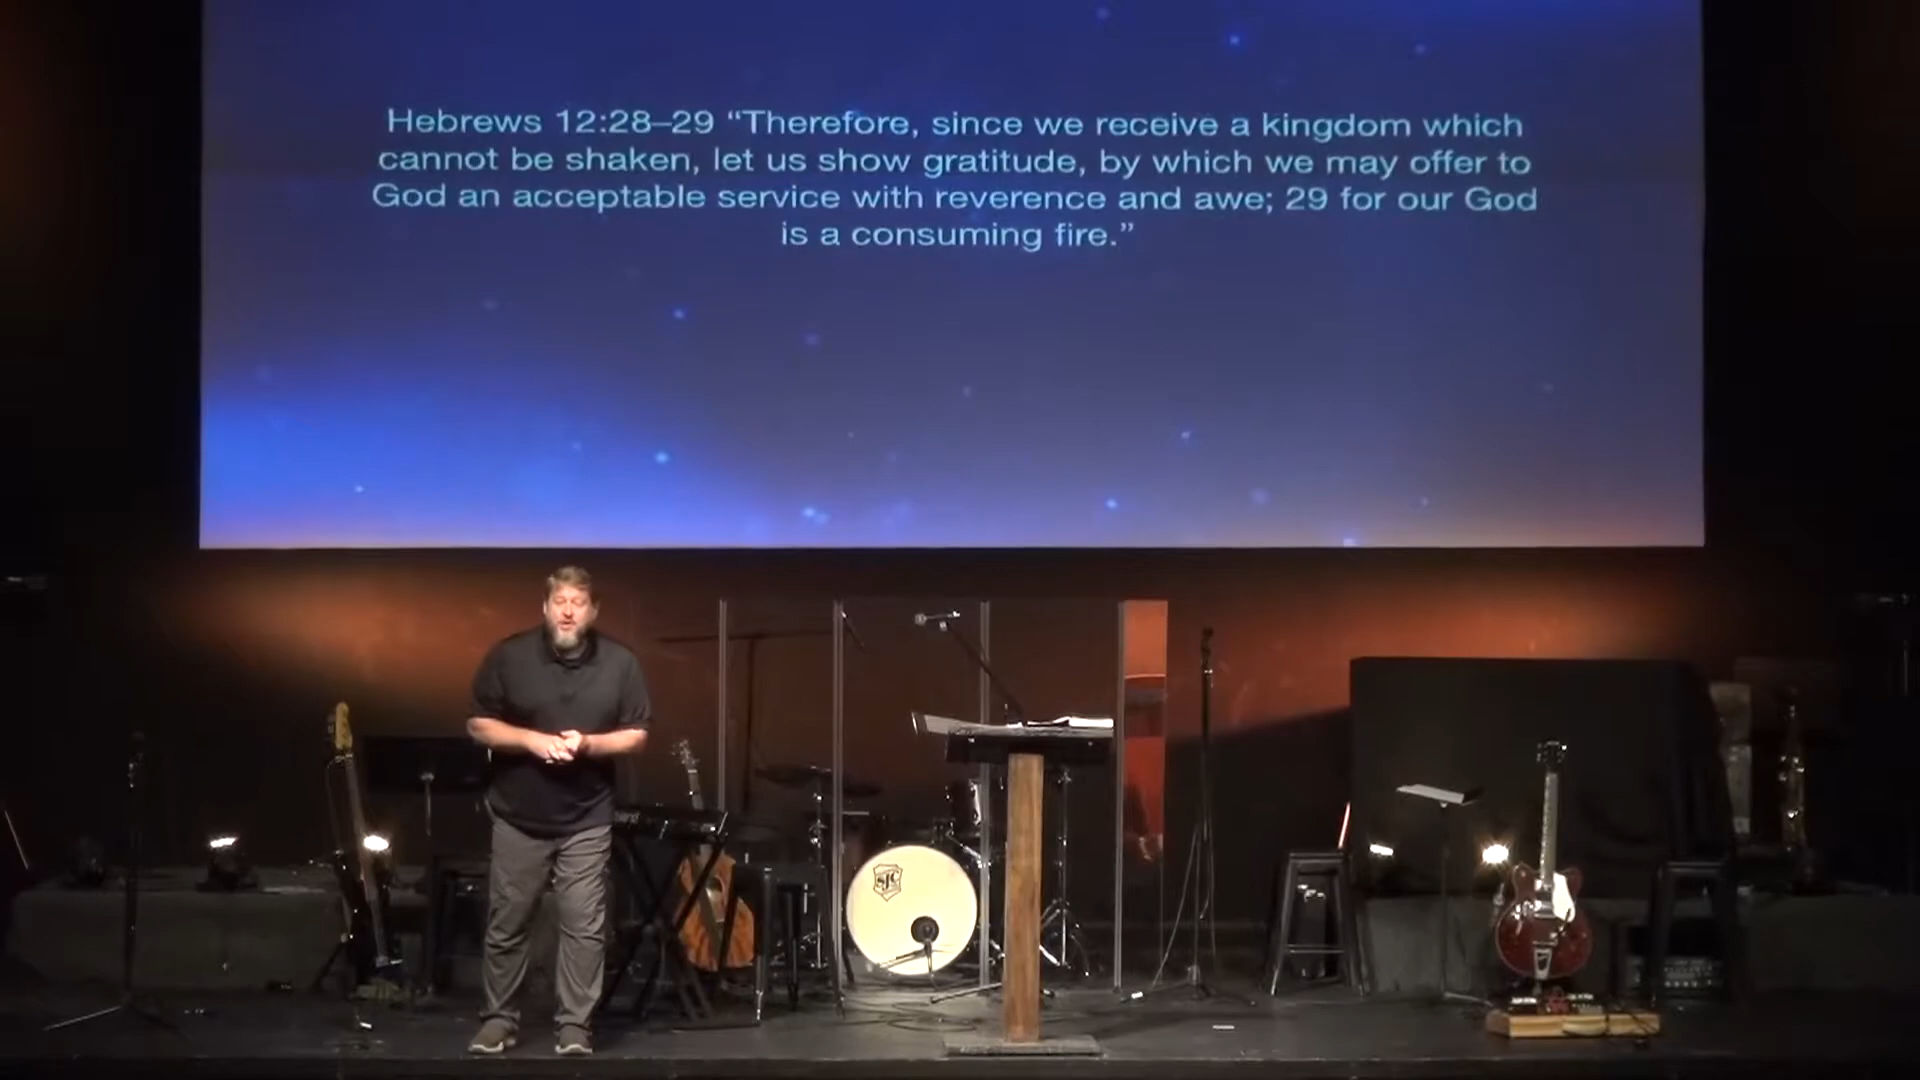 Hebrews 12:28–29 “Therefore, since we receive a kingdom which
cannot be shaken, let us show gratitude, by which we may offer to
God an acceptable service with reverence and awe; 29 for our God
is a consuming fire.”
SJC